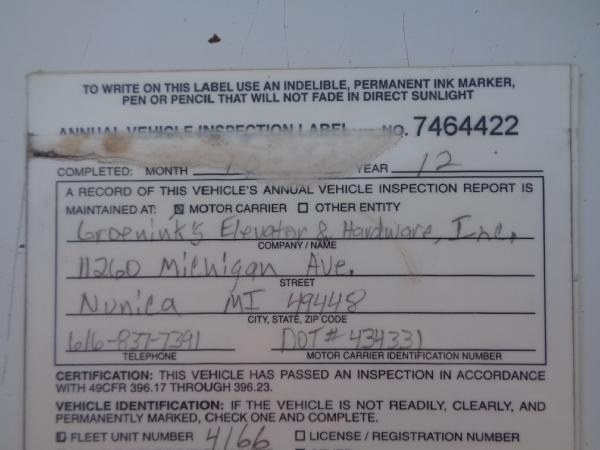 TO WRITE ON THIS LABEL USE AN INDELIBLE, PERMANENT INK MARKER,
PEN OR PENCIL THAT WILL NOT FADE IN DIRECT SUNLIGHT
ANNUAL VEHICLE INSPECTION LABEL NO. 7464422
COMPLETED: MONTH 10 YEAR 12
A RECORD OF THIS VEHICLE'S ANNUAL VEHICLE INSPECTION REPORT IS
MAINTAINED AT: MOTOR CARRIER OTHER ENTITY
Groenink's Elevator & Hardware, Inc.
COMPANY / NAME
11260 Michigan Ave.
STREET
Nunica MI 49448
CITY, STATE, ZIP CODE
616-837-7391 DOT# 434331
TELEPHONE MOTOR CARRIER IDENTIFICATION NUMBER
CERTIFICATION: THIS VEHICLE HAS PASSED AN INSPECTION IN ACCORDANCE
WITH 49CFR 396.17 THROUGH 396.23.
VEHICLE IDENTIFICATION: IF THE VEHICLE IS NOT READILY, CLEARLY, AND
PERMANENTLY MARKED, CHECK ONE AND COMPLETE.
FLEET UNIT NUMBER 4166 LICENSE / REGISTRATION NUMBER